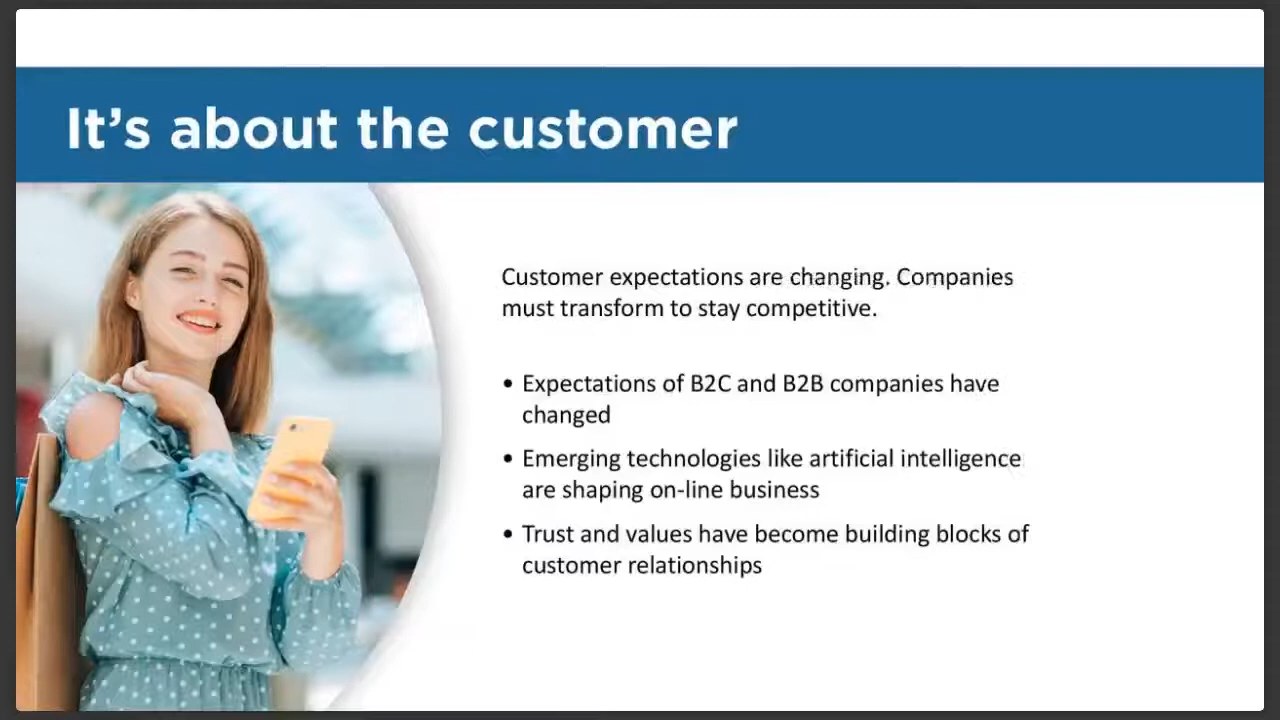 It’s about the customer
Customer expectations are changing. Companies
must transform to stay competitive.
• Expectations of B2C and B2B companies have
changed
• Emerging technologies like artificial intelligence
are shaping on-line business
• Trust and values have become building blocks of
customer relationships